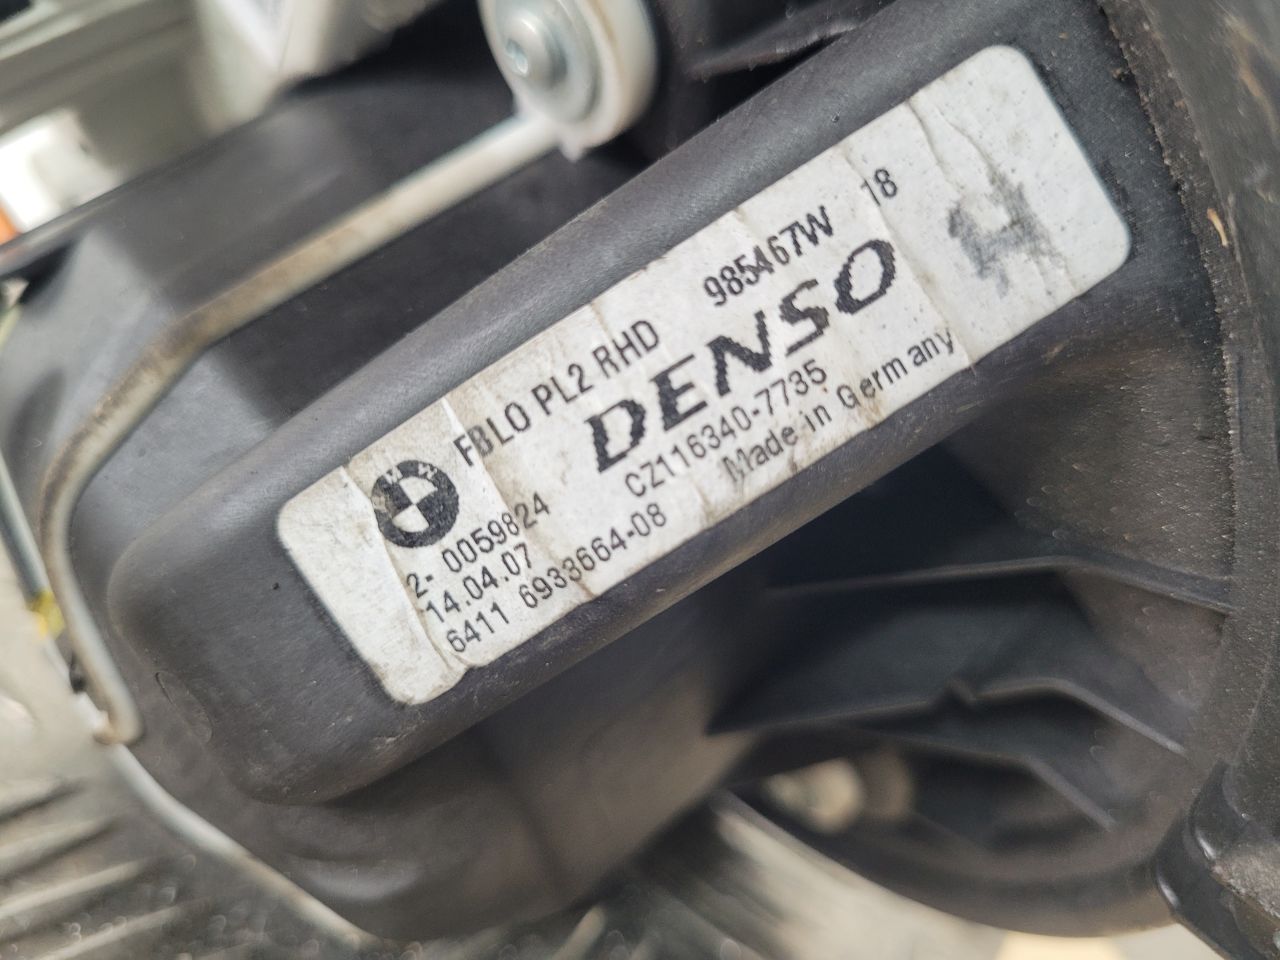 FBLO PL2 RHD 985467W 18
BMW
DENSO
2- 0059824
CZ116340-7735
14.04.07
Made in Germany
6411 6933664-08